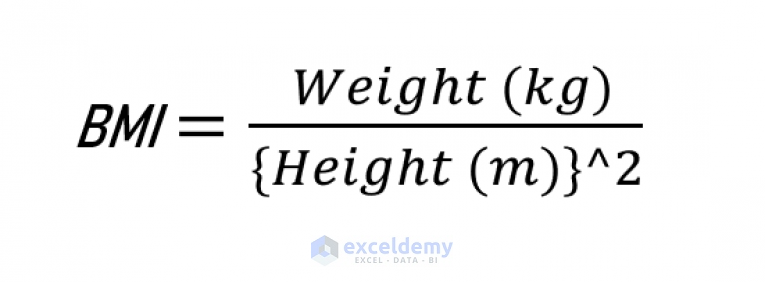 BMI = Weight (kg) / {Height (m)}^2
exceldemy
EXCEL - DATA - BI